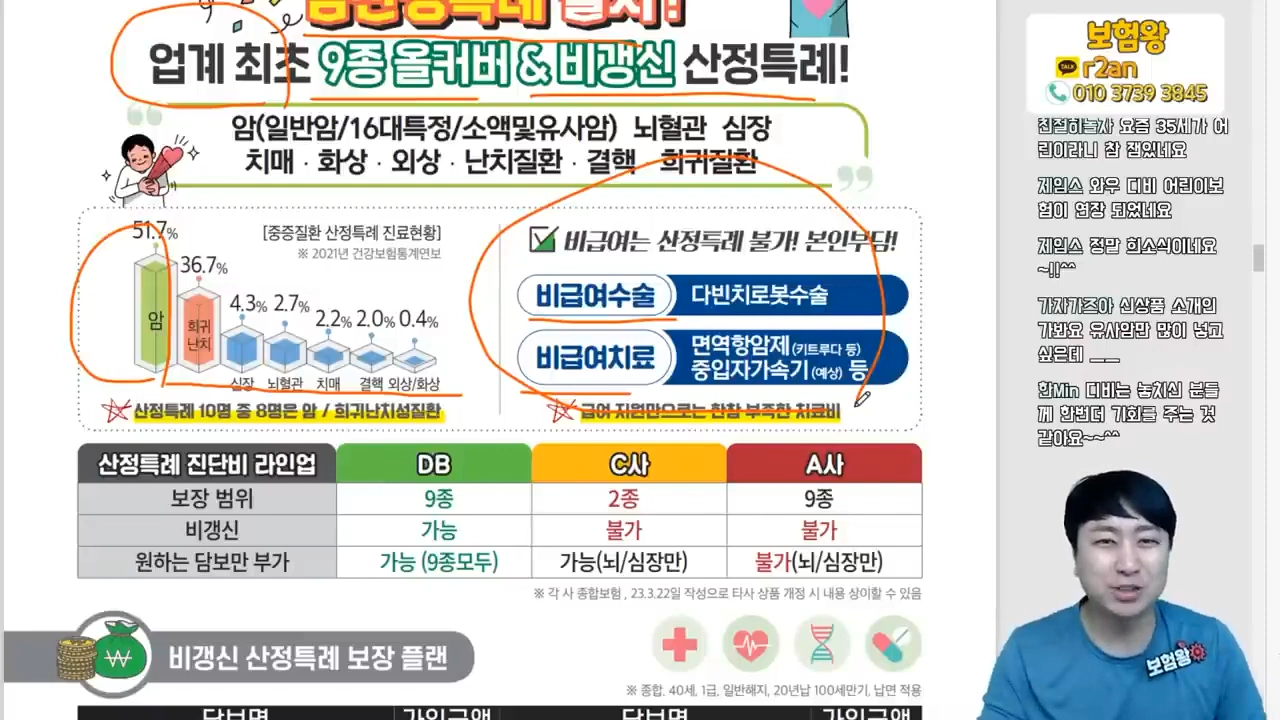 업계 최초 9종 올커버 & 비갱신 산정특례!
암(일반암/16대특정/소액및유사암) 뇌혈관 심장
치매 · 화상 · 외상 · 난치질환 · 결핵 희귀질환
51.7%
36.7%
4.3%
2.7%
2.2%
2.0%
0.4%
[중증질환 산정특례 진료현황]
※ 2021년 건강보험통계연보
암
희귀
난치
심장
뇌혈관
치매
결핵
외상/화상
산정특례 10명 중 8명은 암 / 희귀난치성질환
비급여는 산정특례 불가! 본인부담!
비급여수술 다빈치로봇수술
비급여치료 면역항암제(키트루다 등)
중입자가속기(예상) 등
급여 지원만으로는 한참 부족한 치료비
산정특례 진단비 라인업 DB C사 A사
보장 범위 9종 2종 9종
비갱신 가능 불가 불가
원하는 담보만 부가 가능 (9종모두) 가능(뇌/심장만) 불가(뇌/심장만)
※ 각 사 종합보험 , 23.3.22일 작성으로 타사 상품 개정 시 내용 상이할 수 있음
비갱신 산정특례 보장 플랜
※ 종합. 40세, 1급, 일반해지, 20년납 100세만기, 납면 적용
담보명 가입금액 담보명 가입금액
보험왕
TALK r2an
010 3739 3845
친절하놀자 요즘 35세가 어
린이라니 참 잼있네요
제임스 와우 디비 어린이보
험이 연장 되었네요
제임스 정말 희소식이네요
~!!^^
가자가즈아 신상품 소개인
가봐요 유사암만 많이 넣고
싶은데 ㅡㅡ
한Min 디비는 놓치신 분들
께 한번더 기회를 주는 것
같아요~~^^
보험왕